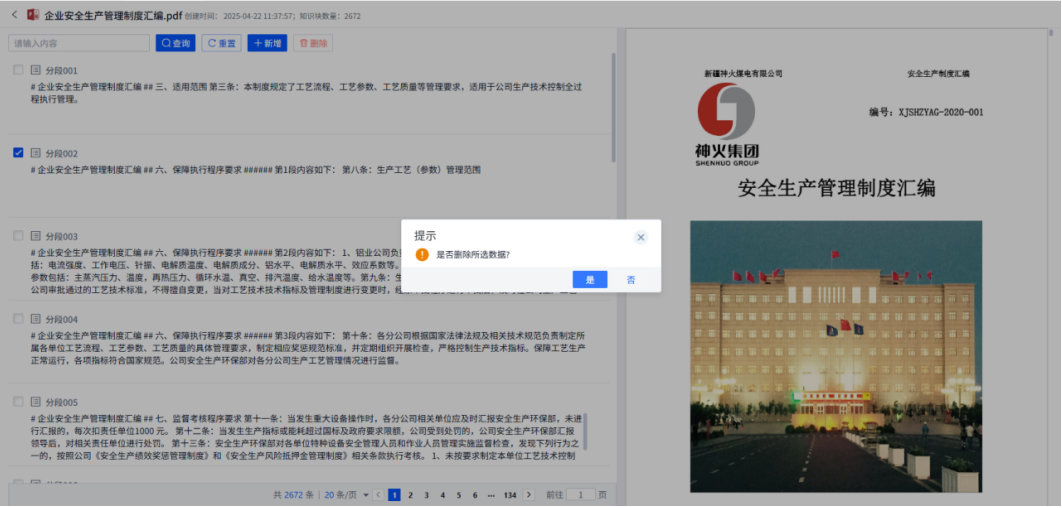 企业安全生产管理制度汇编.pdf 创建时间: 2025-04-22 11:37:57; 知识块数量: 2672
请输入内容 查询 重置 新增 删除
分段001
# 企业安全生产管理制度汇编 ## 三、适用范围 第三条：本制度规定了工艺流程、工艺参数、工艺质量等管理要求，适用于公司生产技术控制全过
程执行管理。
分段002
# 企业安全生产管理制度汇编 ## 六、保障执行程序要求 ###### 第1段内容如下： 第八条：生产工艺（参数）管理范围
分段003
# 企业安全生产管理制度汇编 ## 六、保障执行程序要求 ###### 第2段内容如下： 1、铝业公司负
括：电流强度、工作电压、针振、电解质温度、电解质成分、铝水平、电解质水平、效应系数等。
参数包括：主蒸汽压力、温度，再热压力、循环水温、真空、排汽温度、给水温度等。第九条：生
公司审批通过的工艺技术标准，不得擅自变更，当对工艺技术技术指标及管理制度进行变更时，经
分段004
# 企业安全生产管理制度汇编 ## 六、保障执行程序要求 ###### 第3段内容如下： 第十条：各分公司根据国家法律法规及相关技术规范负责制定所
属各单位工艺流程、工艺参数、工艺质量的具体管理要求，制定相应奖惩规范标准，并定期组织开展检查，严格控制生产技术指标。保障工艺生产
正常运行，各项指标符合国家规范。公司安全生产环保部对各分公司生产工艺管理情况进行监督。
分段005
# 企业安全生产管理制度汇编 ## 七、监督考核程序要求 第十一条：当发生重大设备操作时，各分公司相关单位应及时汇报安全生产环保部，未进
行汇报的，每次扣责任单位1000 元。 第十二条：当发生生产指标或能耗超过国标及政府要求限额，公司受到处罚的，公司安全生产环保部汇报
领导后，对相关责任单位进行处罚。 第十三条：安全生产环保部对各单位特种设备安全管理人员和作业人员管理实施监督检查，发现下列行为之
一的，按照公司《安全生产绩效奖惩管理制度》和《安全生产风险抵押金管理制度》相关条款执行考核。 1、未按要求制定本单位工艺技术控制
共 2672 条 20 条/页 1 2 3 4 5 6 ··· 134 前往 1 页
提示
是否删除所选数据?
是 否
新疆神火煤电有限公司 安全生产制度汇编
编号：XJSHZYAG-2020-001
神火集团
SHENHUO GROUP
安全生产管理制度汇编